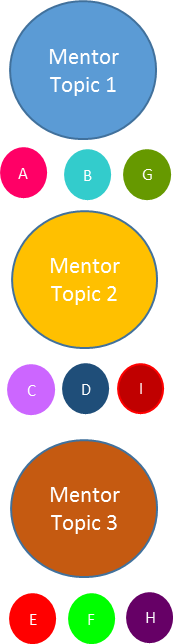 Mentor
Topic 1
A B G
Mentor
Topic 2
C D I
Mentor
Topic 3
E F H